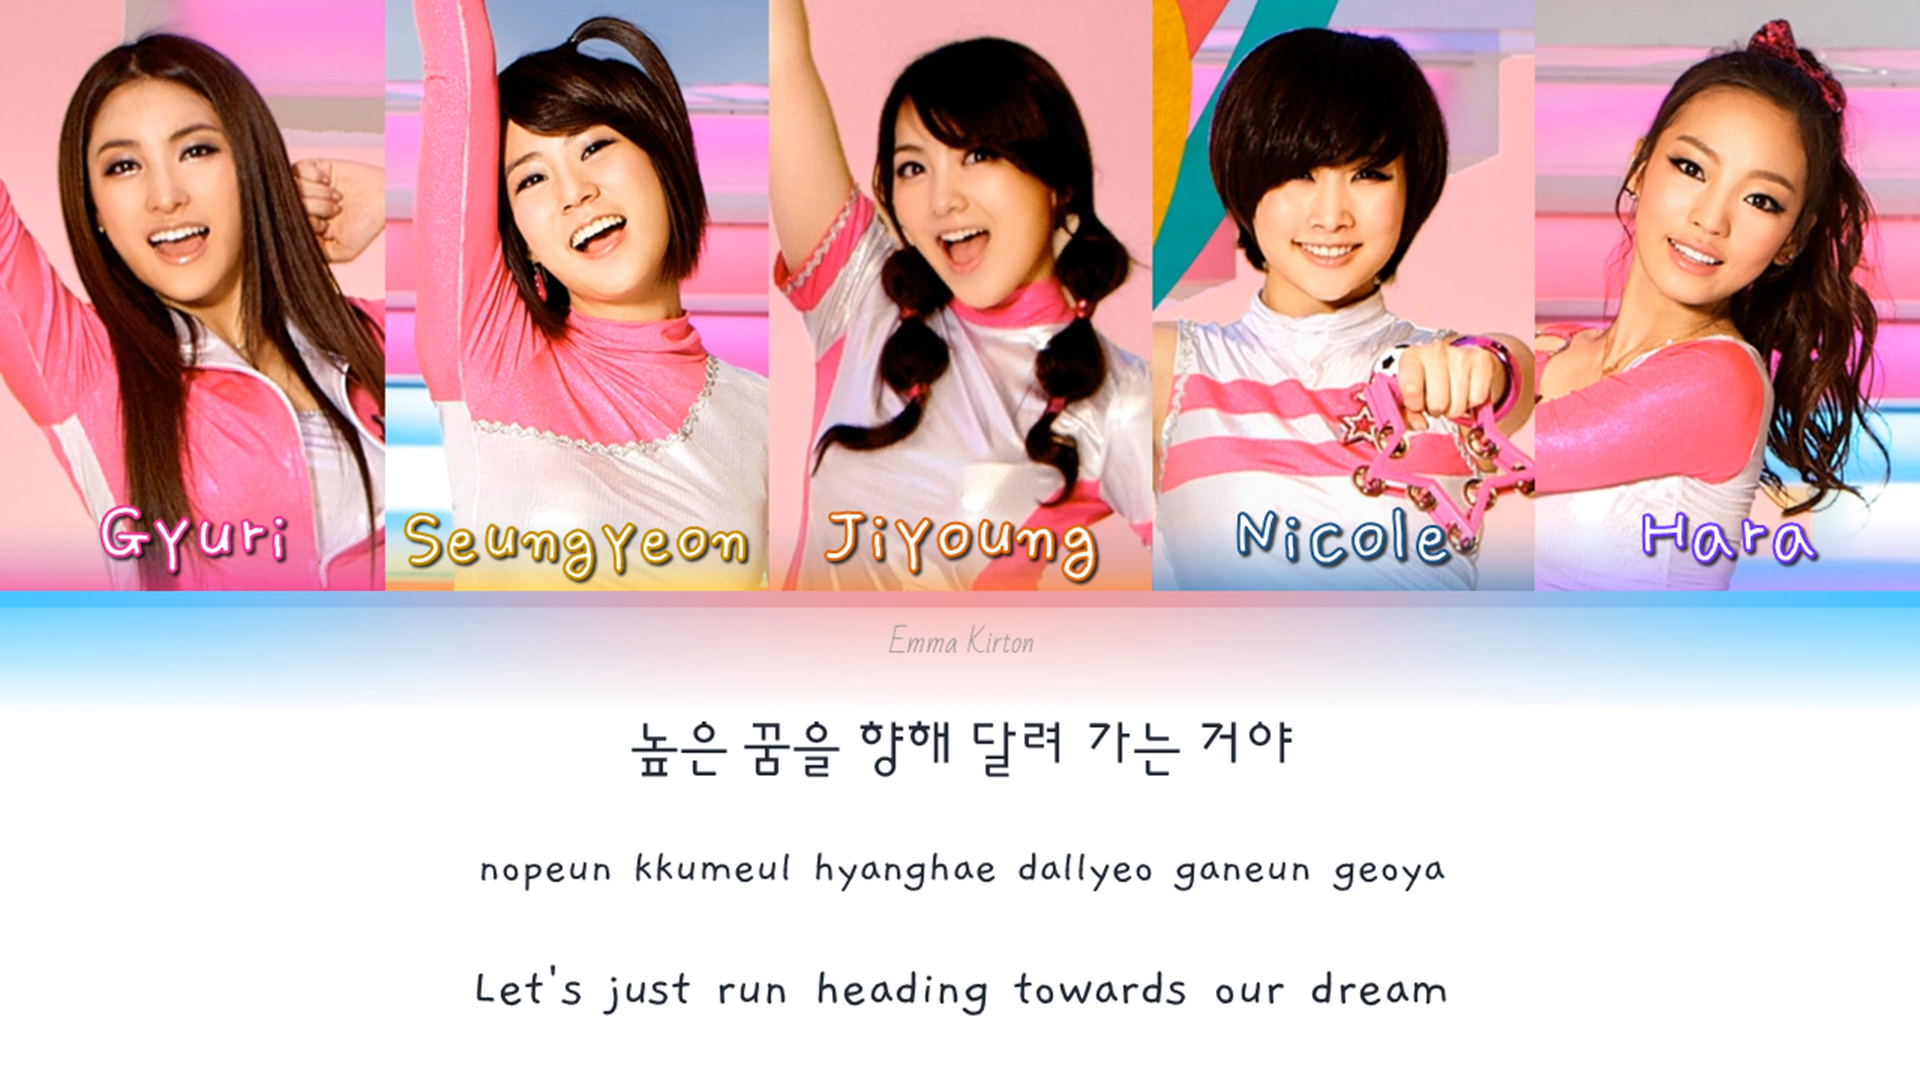 Gyuri
Seungyeon
Jiyoung
Nicole
Hara
Emma Kirton
높은 꿈을 향해 달려 가는 거야
nopeun kkumeul hyanghae dallyeo ganeun geoya
Let's just run heading towards our dream